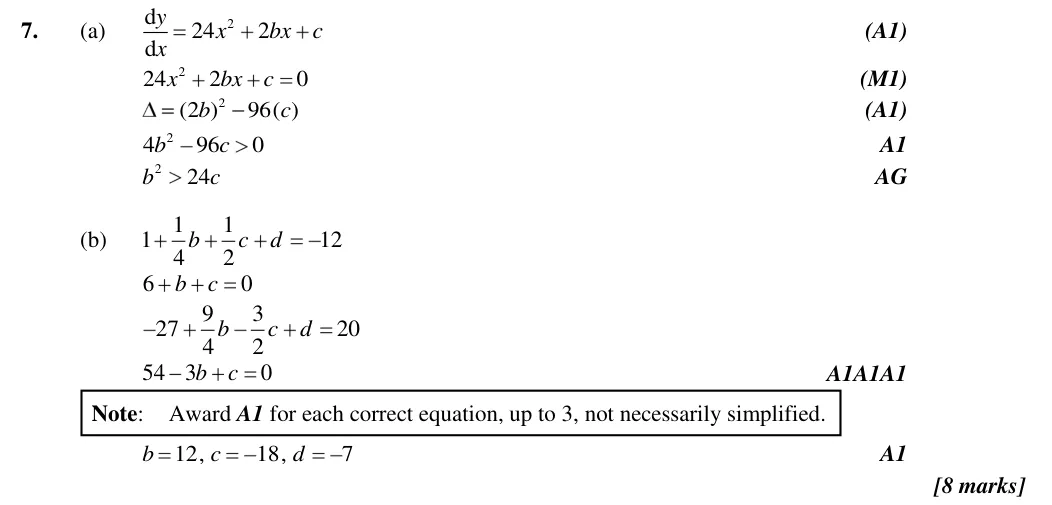 7. (a) dy/dx = 24x² + 2bx + c (A1)
24x² + 2bx + c = 0 (M1)
Δ = (2b)² − 96(c) (A1)
4b² − 96c > 0 A1
b² > 24c AG
(b) 1 + 1/4 b + 1/2 c + d = −12
6 + b + c = 0
−27 + 9/4 b − 3/2 c + d = 20
54 − 3b + c = 0 A1A1A1
Note: Award A1 for each correct equation, up to 3, not necessarily simplified.
b = 12, c = −18, d = −7 A1
[8 marks]